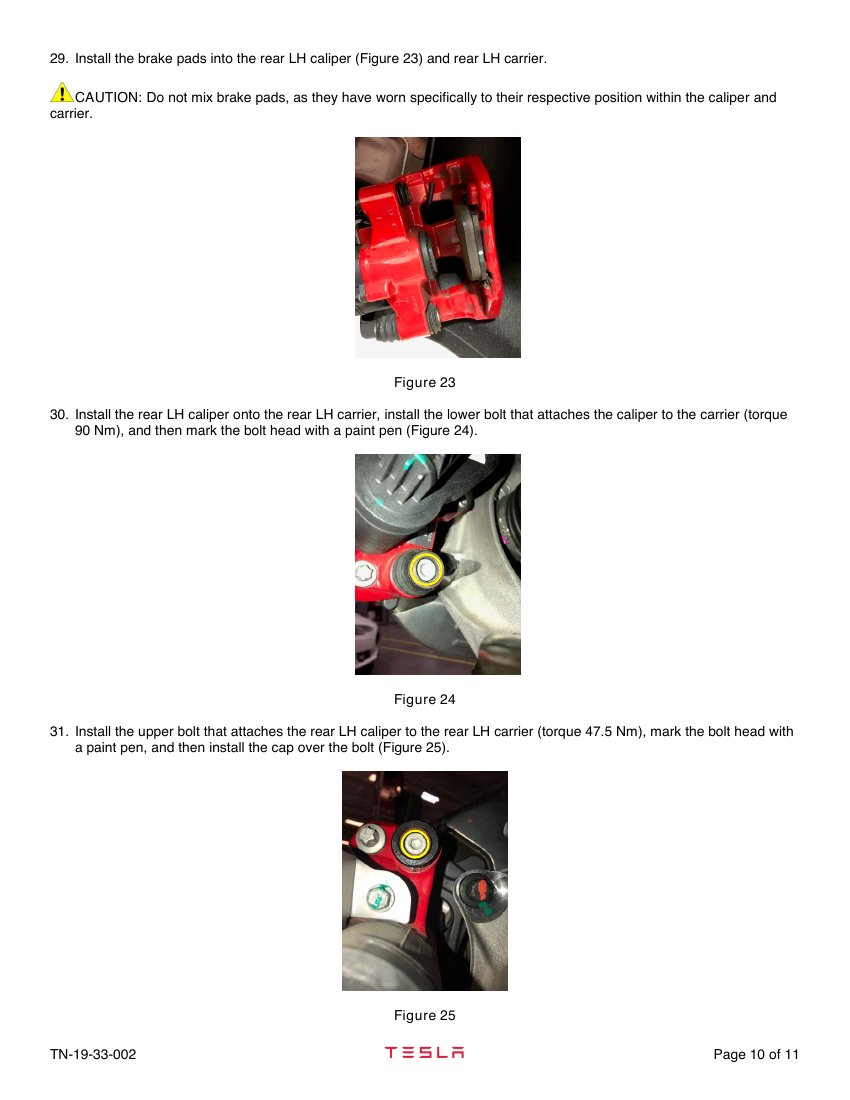 29. Install the brake pads into the rear LH caliper (Figure 23) and rear LH carrier.
CAUTION: Do not mix brake pads, as they have worn specifically to their respective position within the caliper and
carrier.
Figure 23
30. Install the rear LH caliper onto the rear LH carrier, install the lower bolt that attaches the caliper to the carrier (torque
90 Nm), and then mark the bolt head with a paint pen (Figure 24).
Figure 24
31. Install the upper bolt that attaches the rear LH caliper to the rear LH carrier (torque 47.5 Nm), mark the bolt head with
a paint pen, and then install the cap over the bolt (Figure 25).
Figure 25
TN-19-33-002
TESLA
Page 10 of 11